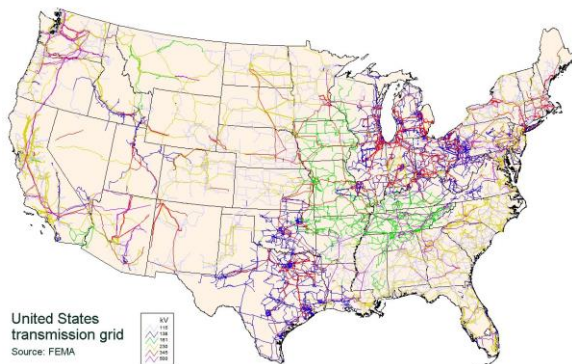 United States
transmission grid
Source: FEMA
kV
115
138
161
230
345
500